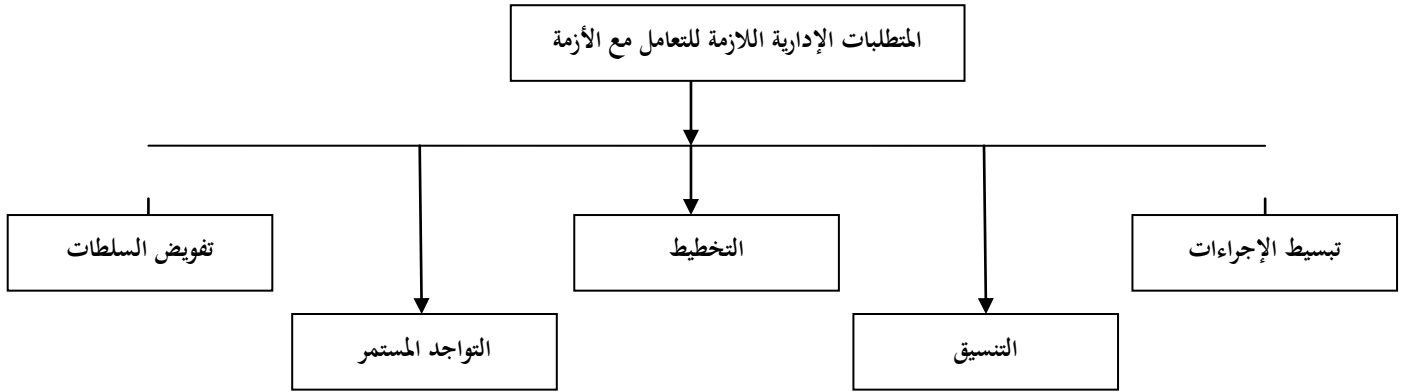 المتطلبات الإدارية اللازمة للتعامل مع الأزمة
تبسيط الإجراءات
التخطيط
تفويض السلطات
التنسيق
التواجد المستمر